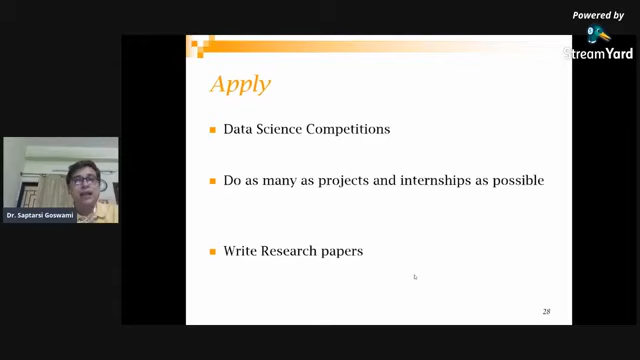 Powered by
StreamYard
Apply
Data Science Competitions
Do as many as projects and internships as possible
Write Research papers
Dr. Saptarsi Goswami
28